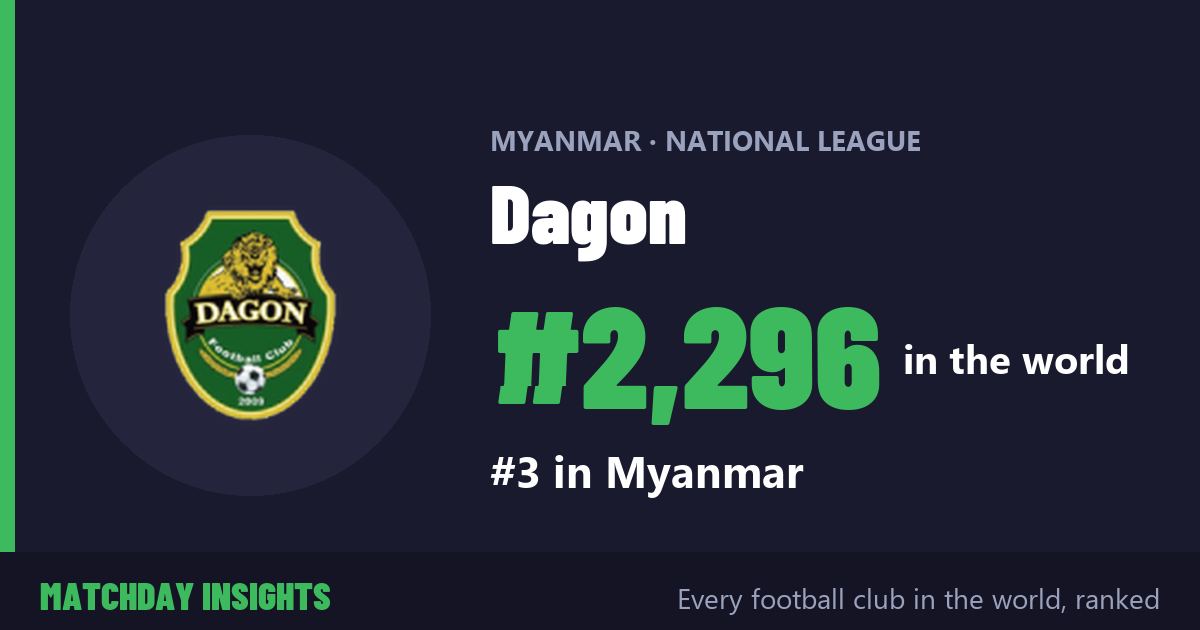 MYANMAR · NATIONAL LEAGUE
Dagon
#2,296 in the world
#3 in Myanmar
DAGON
Football Club
2009
MATCHDAY INSIGHTS
Every football club in the world, ranked